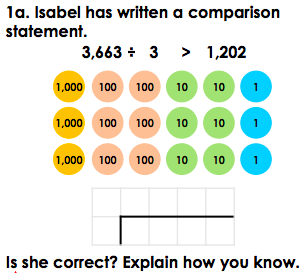 1a. Isabel has written a comparison
statement.
3,663 ÷ 3 > 1,202
1,000 100 100 10 10 1
1,000 100 100 10 10 1
1,000 100 100 10 10 1
Is she correct? Explain how you know.